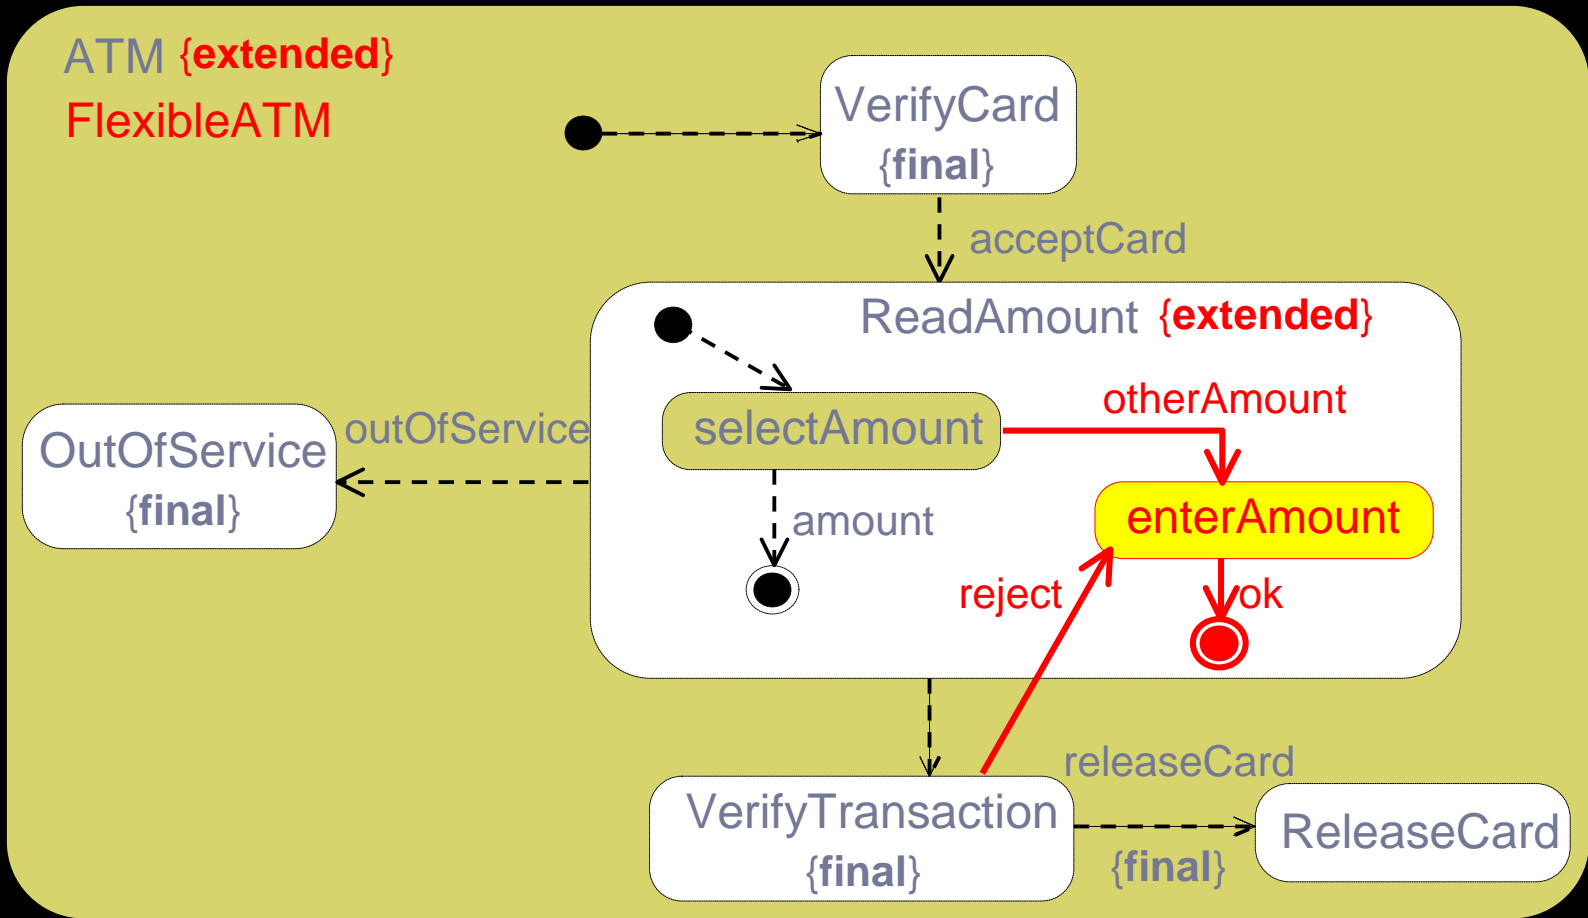 ATM {extended}
FlexibleATM
VerifyCard
{final}
acceptCard
ReadAmount {extended}
otherAmount
selectAmount
outOfService
OutOfService
{final}
amount
enterAmount
reject
ok
releaseCard
VerifyTransaction
{final}
{final}
ReleaseCard